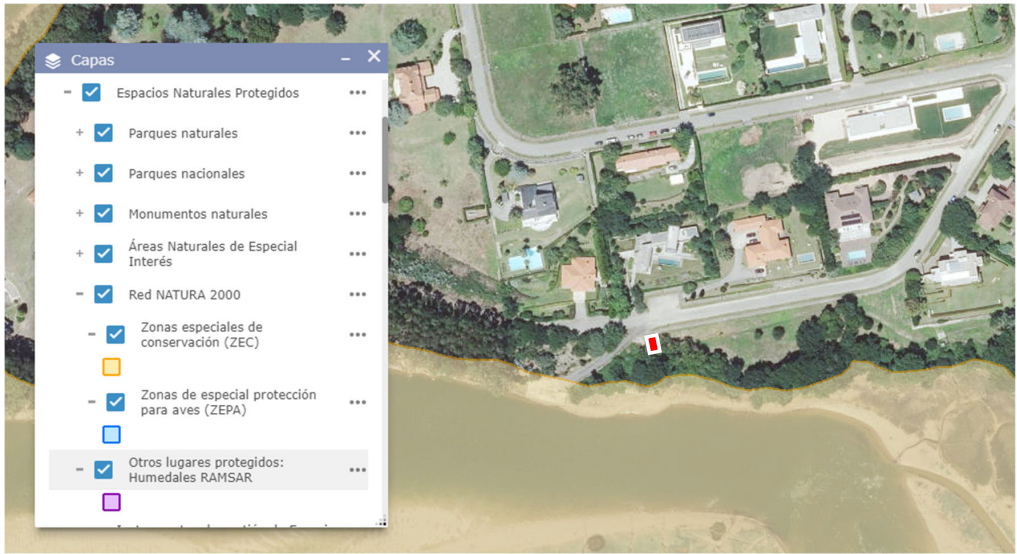 Capas
Espacios Naturales Protegidos
Parques naturales
Parques nacionales
Monumentos naturales
Áreas Naturales de Especial
Interés
Red NATURA 2000
Zonas especiales de
conservación (ZEC)
Zonas de especial protección
para aves (ZEPA)
Otros lugares protegidos:
Humedales RAMSAR